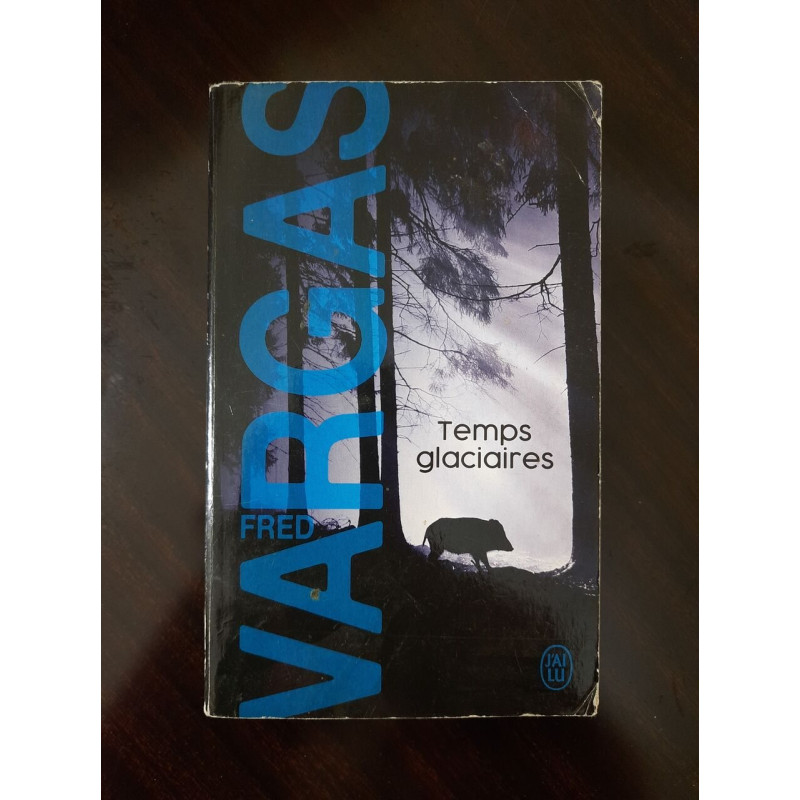 FRED
VARGAS
Temps
glaciaires
J'AI
LU